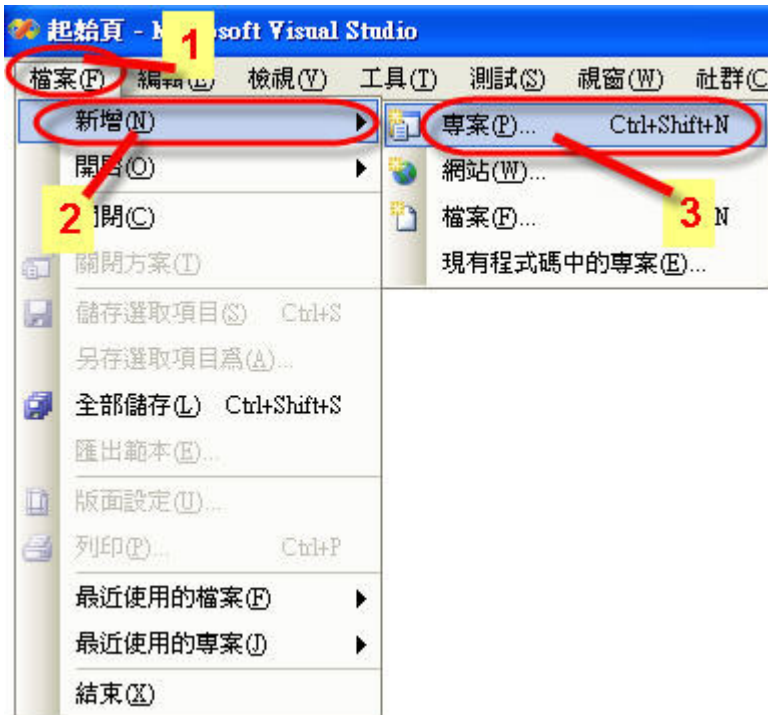 起始頁 - soft Visual Studio
1
檔案(F) 編輯(E) 檢視(V) 工具(T) 測試(S) 視窗(W) 社群(C
新增(N)
專案(P)... Ctrl+Shift+N
開啟(O)
網站(W)...
2
閉(C)
檔案(F)... N
3
關閉方案(T)
現有程式碼中的專案(E)...
儲存選取項目(S) Ctrl+S
另存選取項目為(A)...
全部儲存(L) Ctrl+Shift+S
匯出範本(E)...
版面設定(U)...
列印(P)... Ctrl+P
最近使用的檔案(F)
最近使用的專案(J)
結束(X)